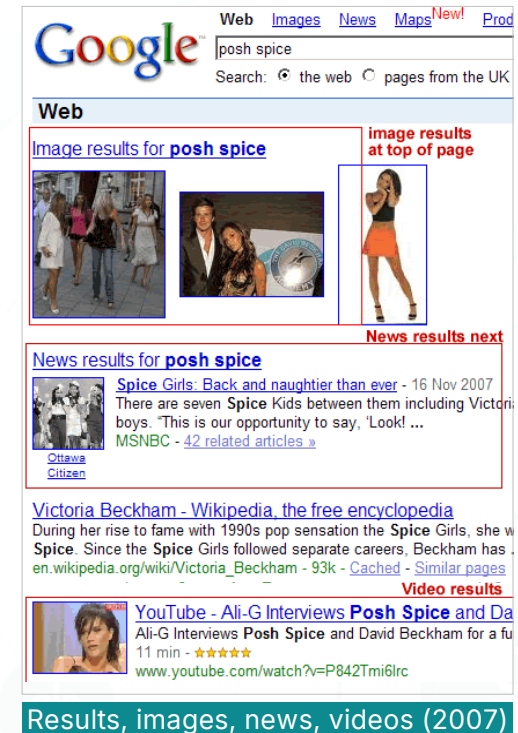 Google™
Web Images News Maps New! Prod
posh spice
Search: the web pages from the UK
Web
image results
at top of page
Image results for posh spice
News results next
News results for posh spice
Spice Girls: Back and naughtier than ever - 16 Nov 2007
There are seven Spice Kids between them including Victoria
boys. “This is our opportunity to say, ‘Look! ...
MSNBC - 42 related articles »
Ottawa
Citizen
Victoria Beckham - Wikipedia, the free encyclopedia
During her rise to fame with 1990s pop sensation the Spice Girls, she w
Spice. Since the Spice Girls followed separate careers, Beckham has .
en.wikipedia.org/wiki/Victoria_Beckham - 93k - Cached - Similar pages
Video results
YouTube - Ali-G Interviews Posh Spice and Da
Ali-G Interviews Posh Spice and David Beckham for a fu
11 min -
www.youtube.com/watch?v=P842Tmi6lrc
Results, images, news, videos (2007)